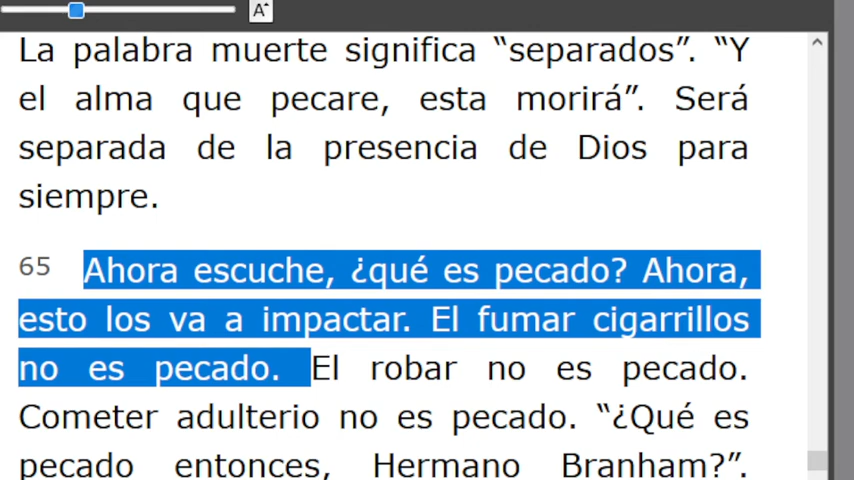 A
La palabra muerte significa “separados”. “Y
el alma que pecare, esta morirá”. Será
separada de la presencia de Dios para
siempre.
65 Ahora escuche, ¿qué es pecado? Ahora,
esto los va a impactar. El fumar cigarrillos
no es pecado. El robar no es pecado.
Cometer adulterio no es pecado. “¿Qué es
pecado entonces, Hermano Branham?”.